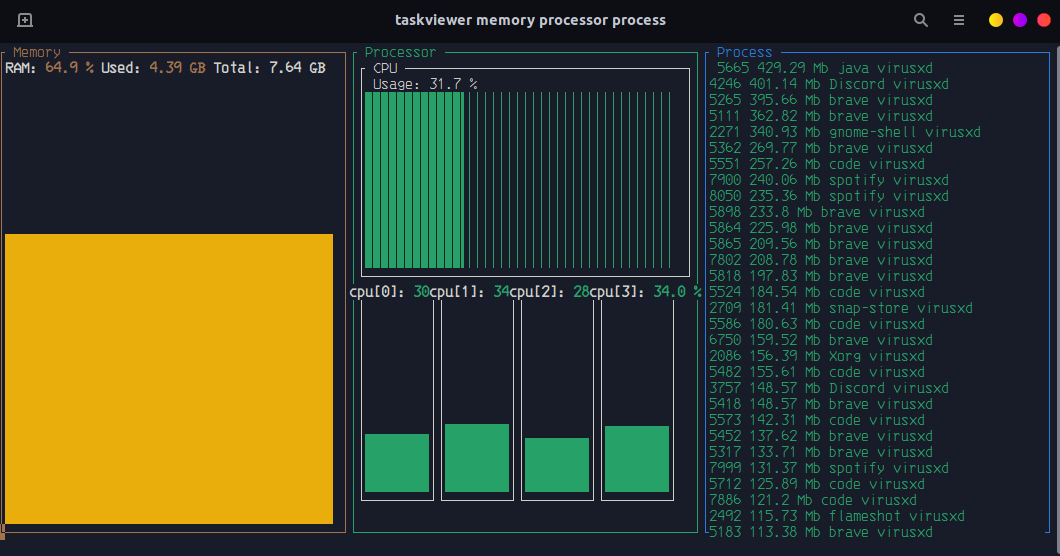 taskviewer memory processor process
Memory
RAM: 64.9 % Used: 4.39 GB Total: 7.64 GB
Processor
CPU
Usage: 31.7 %
cpu[0]: 30cpu[1]: 34cpu[2]: 28cpu[3]: 34.0 %
Process
5665 429.29 Mb java virusxd
4246 401.14 Mb Discord virusxd
5265 395.66 Mb brave virusxd
5111 362.82 Mb brave virusxd
2271 340.93 Mb gnome-shell virusxd
5362 269.77 Mb brave virusxd
5551 257.26 Mb code virusxd
7900 240.06 Mb spotify virusxd
8050 235.36 Mb spotify virusxd
5898 233.8 Mb brave virusxd
5864 225.98 Mb brave virusxd
5865 209.56 Mb brave virusxd
7802 208.78 Mb brave virusxd
5818 197.83 Mb brave virusxd
5524 184.54 Mb code virusxd
2709 181.41 Mb snap-store virusxd
5586 180.63 Mb code virusxd
6750 159.52 Mb brave virusxd
2086 156.39 Mb Xorg virusxd
5482 155.61 Mb code virusxd
3757 148.57 Mb Discord virusxd
5418 148.57 Mb brave virusxd
5573 142.31 Mb code virusxd
5452 137.62 Mb brave virusxd
5317 133.71 Mb brave virusxd
7999 131.37 Mb spotify virusxd
5712 125.89 Mb code virusxd
7886 121.2 Mb code virusxd
2492 115.73 Mb flameshot virusxd
5183 113.38 Mb brave virusxd